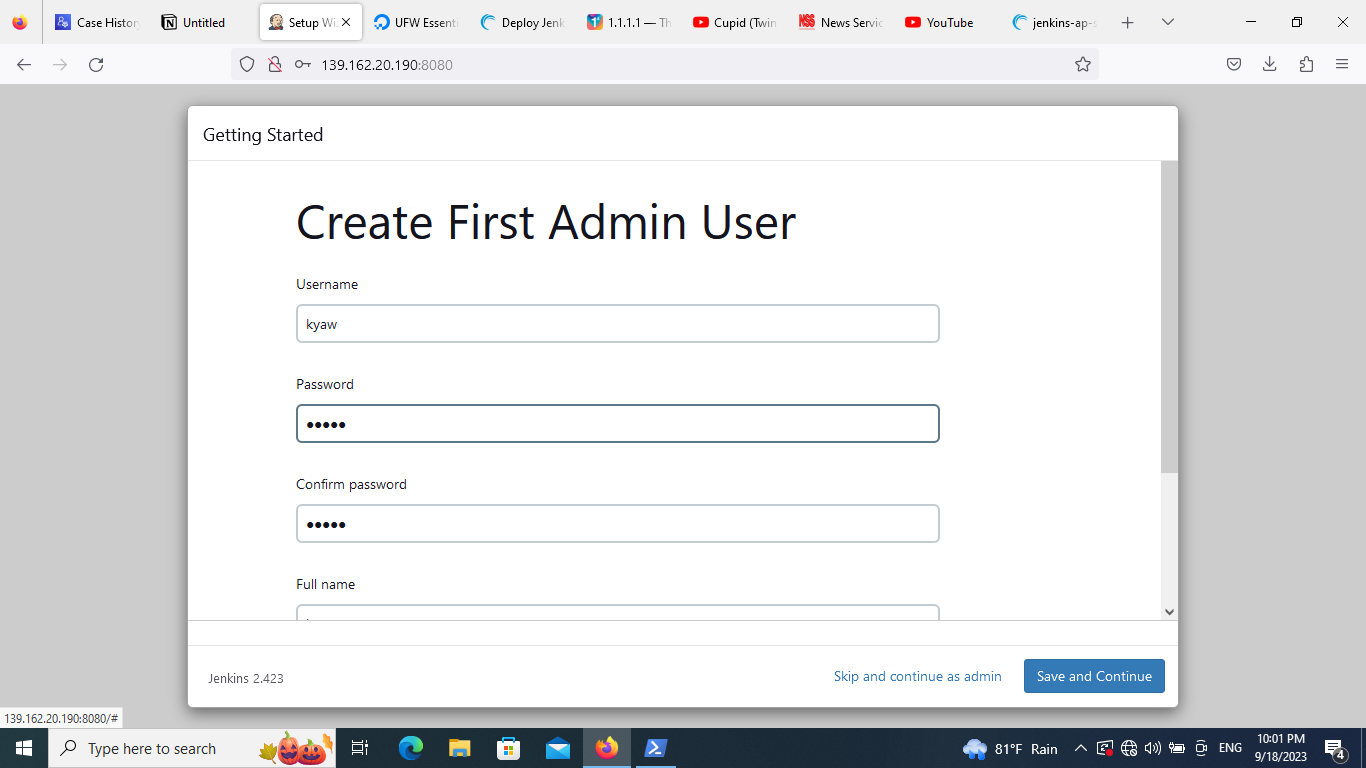 Case History
Untitled
Setup Wi
UFW Essenti
Deploy Jenk
1.1.1.1 — Th
Cupid (Twin
NSS
News Servic
YouTube
jenkins-ap-s
139.162.20.190:8080
Getting Started
Create First Admin User
Username
kyaw
Password
•••••
Confirm password
•••••
Full name
Jenkins 2.423
Skip and continue as admin
Save and Continue
139.162.20.190:8080/#
Type here to search
81°F Rain
ENG
10:01 PM
9/18/2023
4